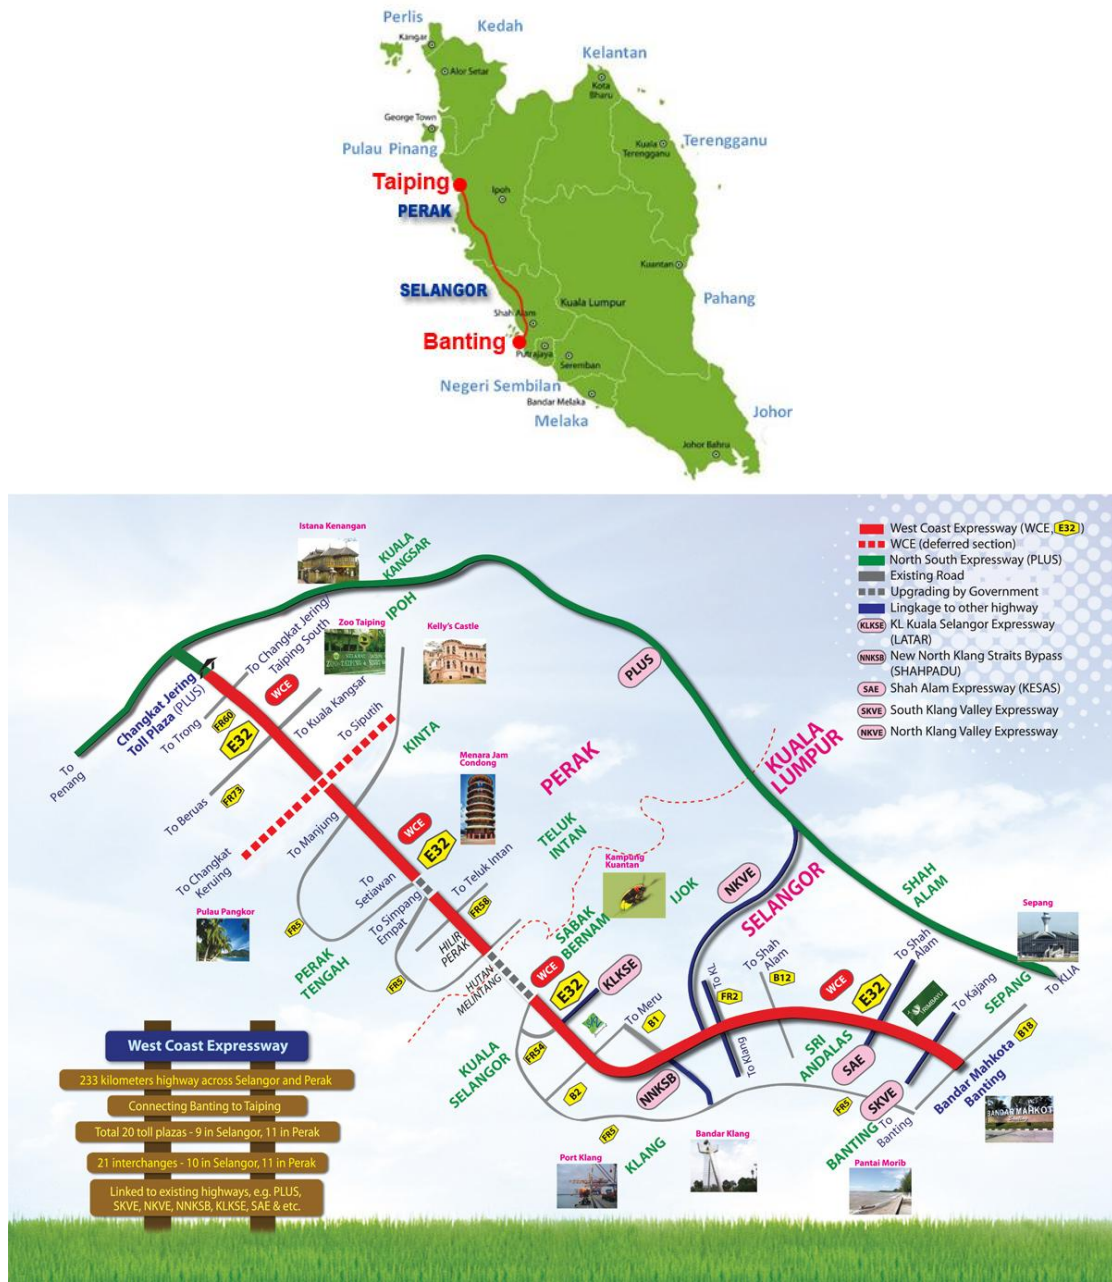 Perlis
Kedah
Kangar
Kelantan
Alor Setar
Kota
Bharu
George Town
Terengganu
Kuala
Terengganu
Pulau Pinang
Taiping
Ipoh
PERAK
Kuantan
SELANGOR
Pahang
Kuala Lumpur
Shah Alam
Banting
Putrajaya
Seremban
Negeri Sembilan
Bandar Melaka
Melaka
Johor
Johor Bahru
West Coast Expressway (WCE, E32)
WCE (deferred section)
North South Expressway (PLUS)
Existing Road
Upgrading by Government
Lingkage to other highway
KLKSE KL Kuala Selangor Expressway
(LATAR)
NNKSB New North Klang Straits Bypass
(SHAHPADU)
SAE Shah Alam Expressway (KESAS)
SKVE South Klang Valley Expressway
NKVE North Klang Valley Expressway
Istana Kenangan
KUALA
KANGSAR
IPOH
Zoo Taiping
Kelly's Castle
To Changkat Jering/
Taiping South
PLUS
WCE
Changkat Jering
Toll Plaza (PLUS)
To Trong
FR60
E32
To Kuala Kangsar
To Siputih
KINTA
To
Penang
To Beruas
FR73
Menara Jam
Condong
PERAK
KUALA
LUMPUR
To Manjung
WCE
E32
TELUK
INTAN
To Changkat
Keruing
To
Setiawan
To Teluk Intan
Kampung
Kuantan
NKVE
SELANGOR
SHAH
ALAM
IJOK
Pulau Pangkor
FR5
To Simpang
Empat
FR58
HILIR
PERAK
SABAK
BERNAM
Sepang
PERAK
TENGAH
FR5
HUTAN
MELINTANG
WCE
E32
KLKSE
To KL
FR2
To Shah
Alam
B12
WCE
E32
To Shah
Alam
To Kajang
SEPANG
To KLIA
To Meru
B1
RIMBAYU
B18
KUALA
SELANGOR
FR54
B2
NNKSB
To Klang
SRI
ANDALAS
SAE
Bandar Mahkota
Banting
FR5
SKVE
To
Banting
BANDAR MAHKOT
FR5
KLANG
BANTING
Port Klang
Bandar Klang
Pantai Morib
West Coast Expressway
233 kilometers highway across Selangor and Perak
Connecting Banting to Taiping
Total 20 toll plazas - 9 in Selangor, 11 in Perak
21 interchanges - 10 in Selangor, 11 in Perak
Linked to existing highways, e.g. PLUS,
SKVE, NKVE, NNKSB, KLKSE, SAE & etc.